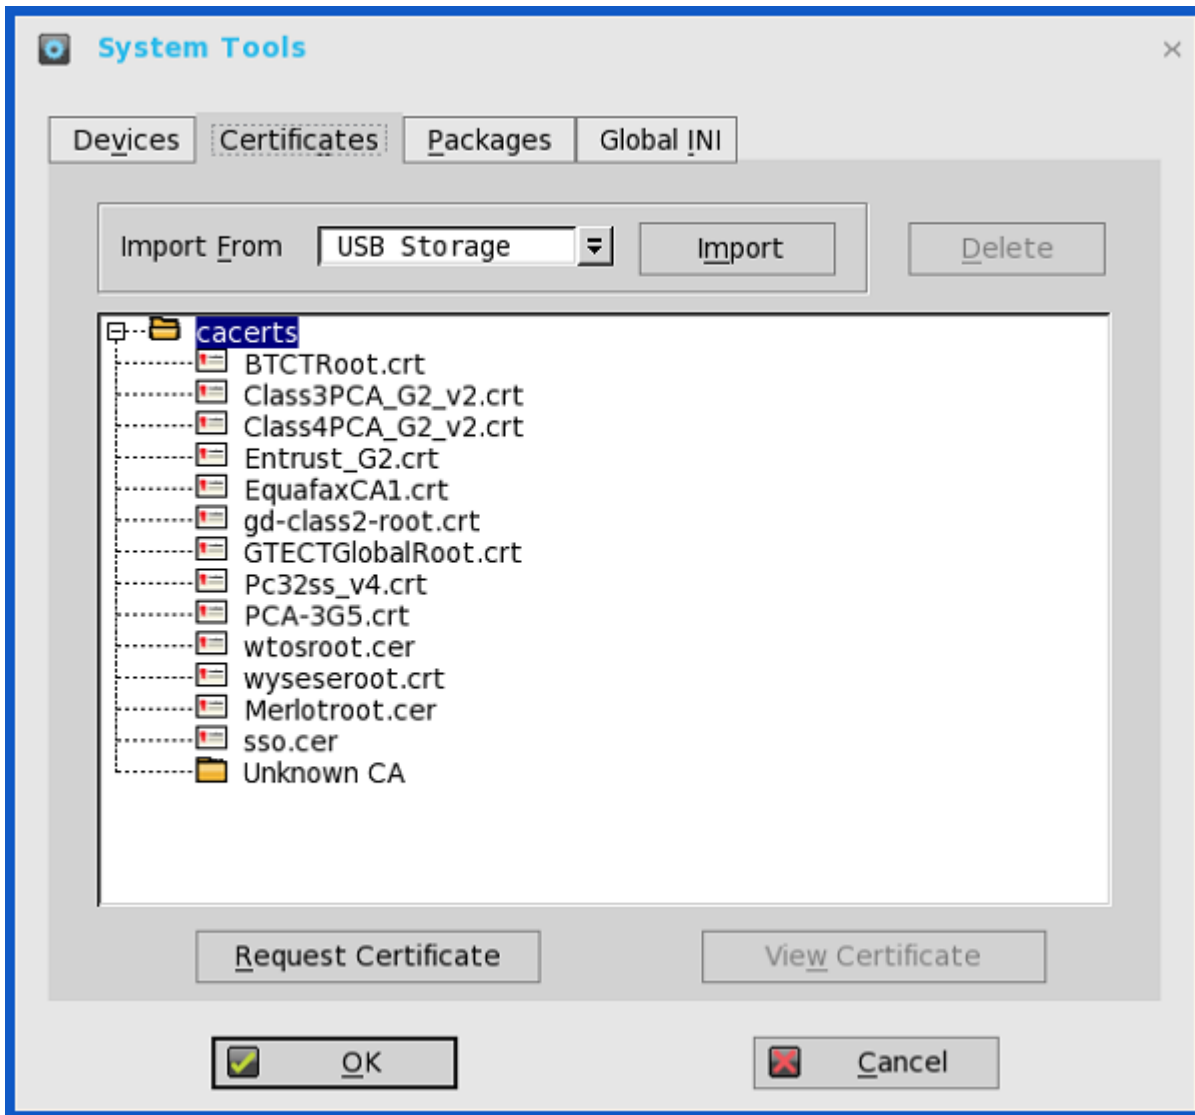 System Tools
Devices Certificates Packages Global INI
Import From USB Storage Import Delete
cacerts
BTCTRoot.crt
Class3PCA_G2_v2.crt
Class4PCA_G2_v2.crt
Entrust_G2.crt
EquafaxCA1.crt
gd-class2-root.crt
GTECTGlobalRoot.crt
Pc32ss_v4.crt
PCA-3G5.crt
wtosroot.cer
wyseseroot.crt
Merlotroot.cer
sso.cer
Unknown CA
Request Certificate View Certificate
OK Cancel